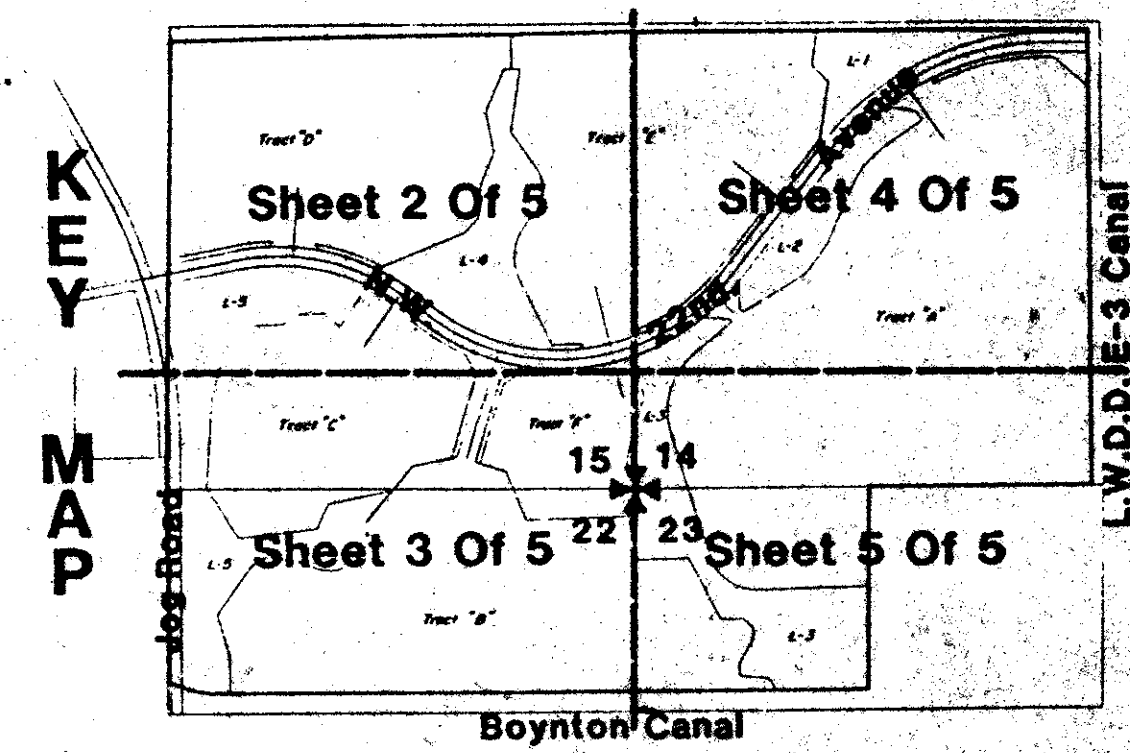 KEY MAP
L-1
Tract "D"
Tract "E"
Avenue
Sheet 2 Of 5
Sheet 4 Of 5
L-4
L-2
L-5
N W
22nd
Tract "A"
L.W.D.D. E-3 Canal
Tract "C"
Tract "F"
L-3
15
14
22
23
Sheet 3 Of 5
Sheet 5 Of 5
L-5
Jog Road
Tract "B"
L-3
Boynton Canal